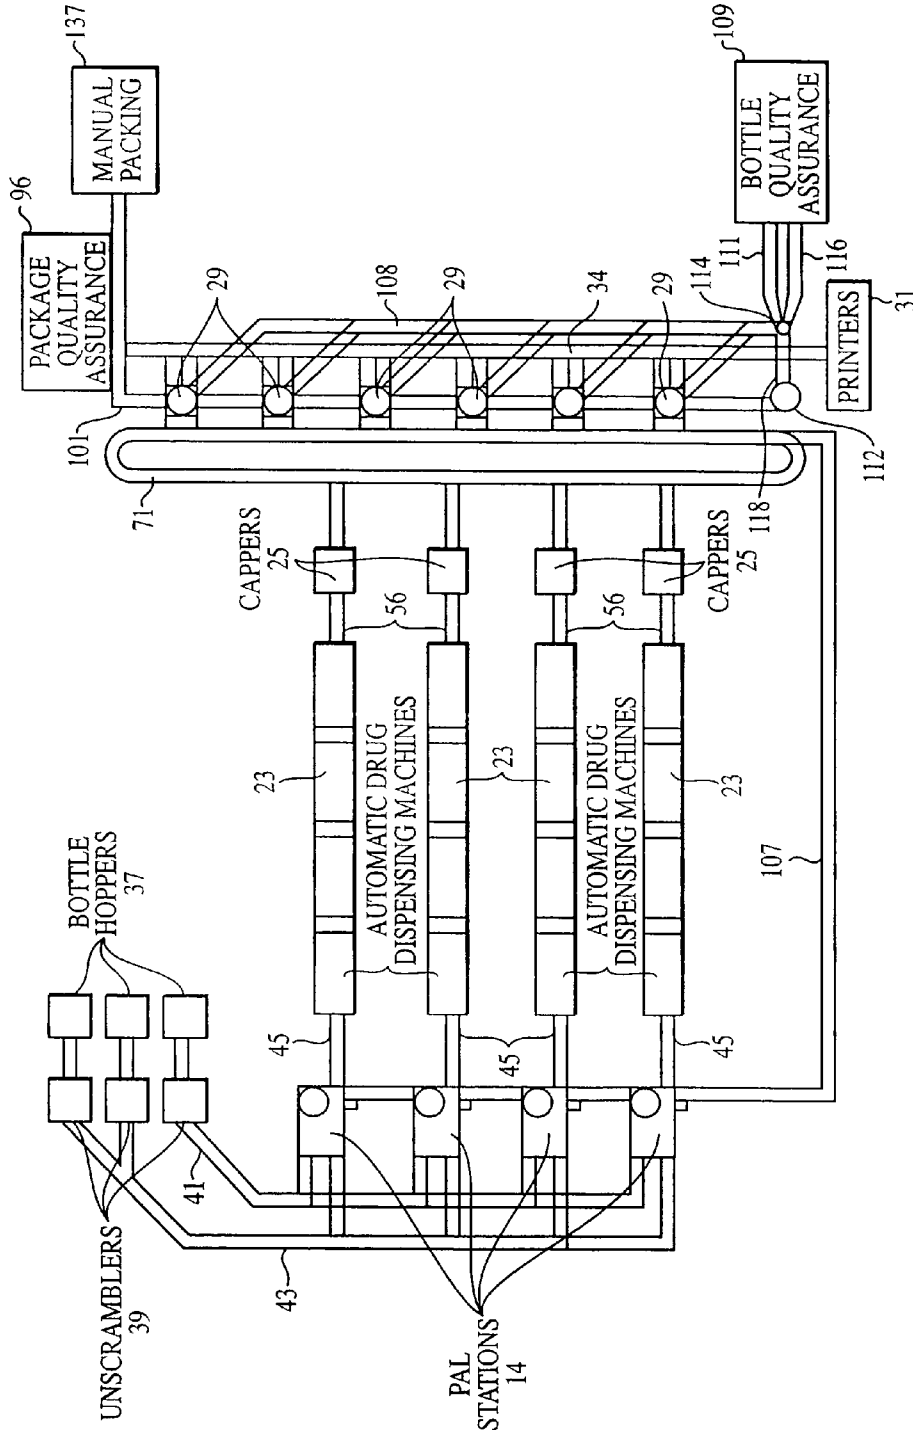 UNSCRAMBLERS
39
BOTTLE
HOPPERS
37
41
43
PAL
STATIONS
14
45
45
45
23
AUTOMATIC DRUG
DISPENSING MACHINES
23
AUTOMATIC DRUG
DISPENSING MACHINES
23
107
56
56
CAPPERS
25
CAPPERS
25
71
101
118
112
PACKAGE
QUALITY
ASSURANCE
96
MANUAL
PACKING
137
29
108
29
34
29
114
111
116
BOTTLE
QUALITY
ASSURANCE
109
PRINTERS
31